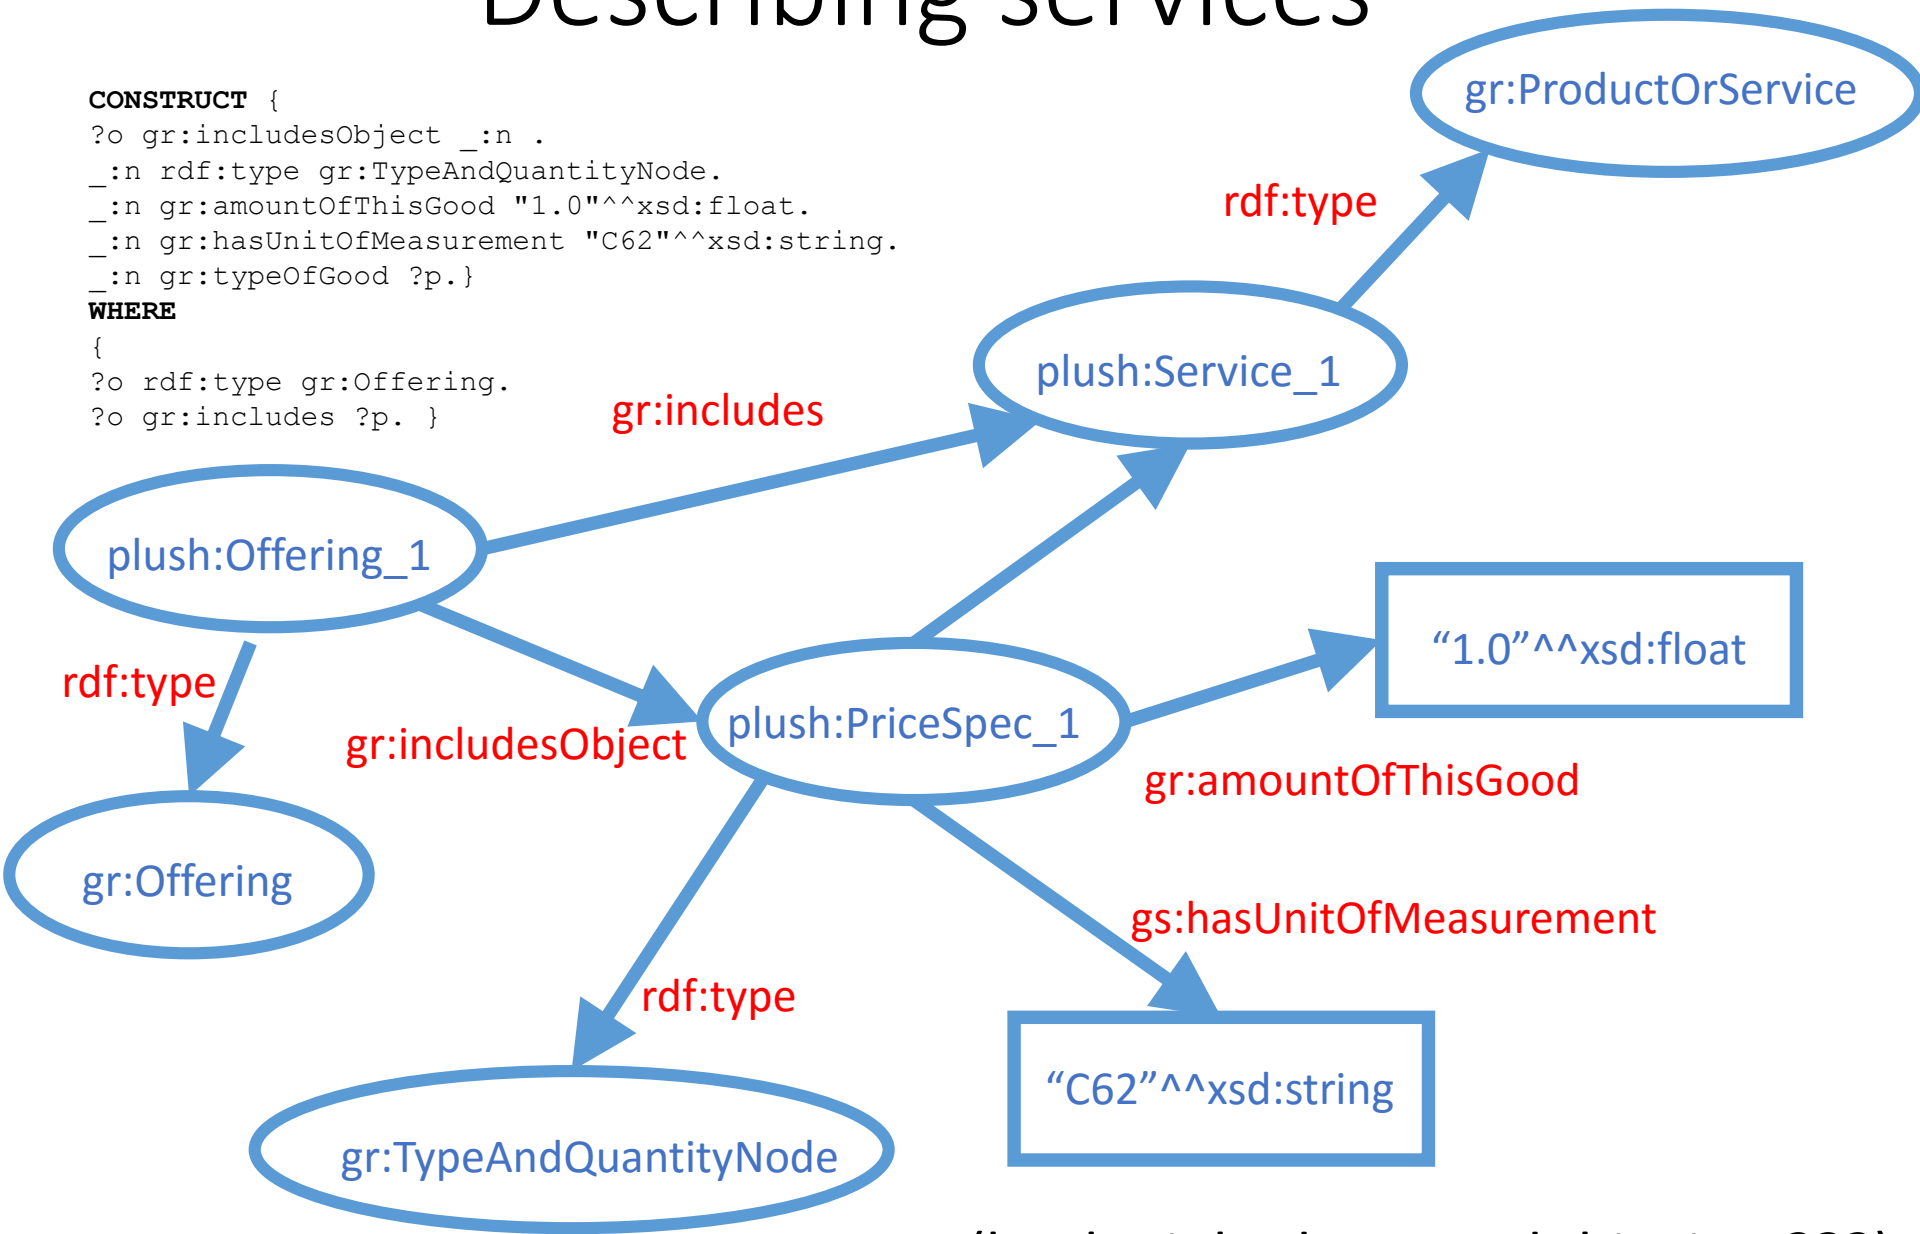 Describing services
CONSTRUCT {
?o gr:includesObject _:n .
_:n rdf:type gr:TypeAndQuantityNode.
_:n gr:amountOfThisGood "1.0"^^xsd:float.
_:n gr:hasUnitOfMeasurement "C62"^^xsd:string.
_:n gr:typeOfGood ?p.}
WHERE
{
?o rdf:type gr:Offering.
?o gr:includes ?p. }
gr:ProductOrService
rdf:type
plush:Service_1
gr:includes
plush:Offering_1
“1.0”^^xsd:float
rdf:type
gr:includesObject
plush:PriceSpec_1
gr:amountOfThisGood
gr:Offering
gs:hasUnitOfMeasurement
rdf:type
“C62”^^xsd:string
gr:TypeAndQuantityNode